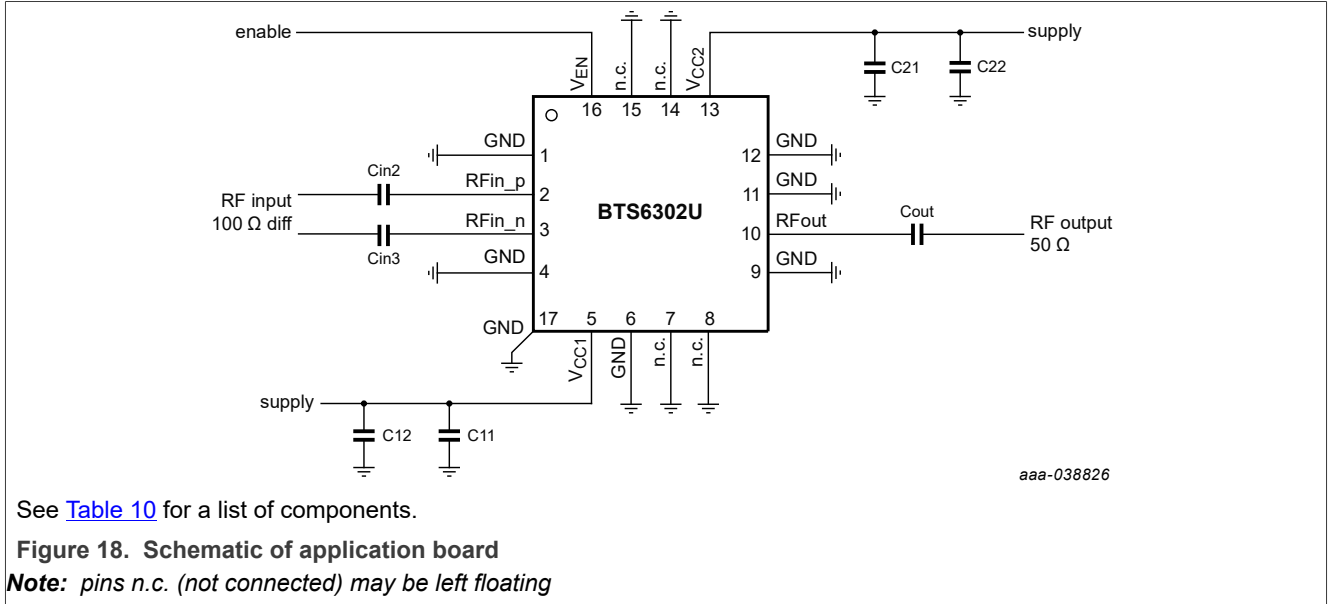 enable
supply
VEN
n.c.
n.c.
VCC2
C21
C22
16
15
14
13
GND
1
12
GND
Cin2
RFin_p
2
11
GND
RF input
100 Ω diff
BTS6302U
RFin_n
3
10
RFout
Cout
RF output
50 Ω
Cin3
GND
4
9
GND
GND
17
5
6
7
8
VCC1
GND
n.c.
n.c.
supply
C12
C11
aaa-038826
See Table 10 for a list of components.
Figure 18. Schematic of application board
Note: pins n.c. (not connected) may be left floating